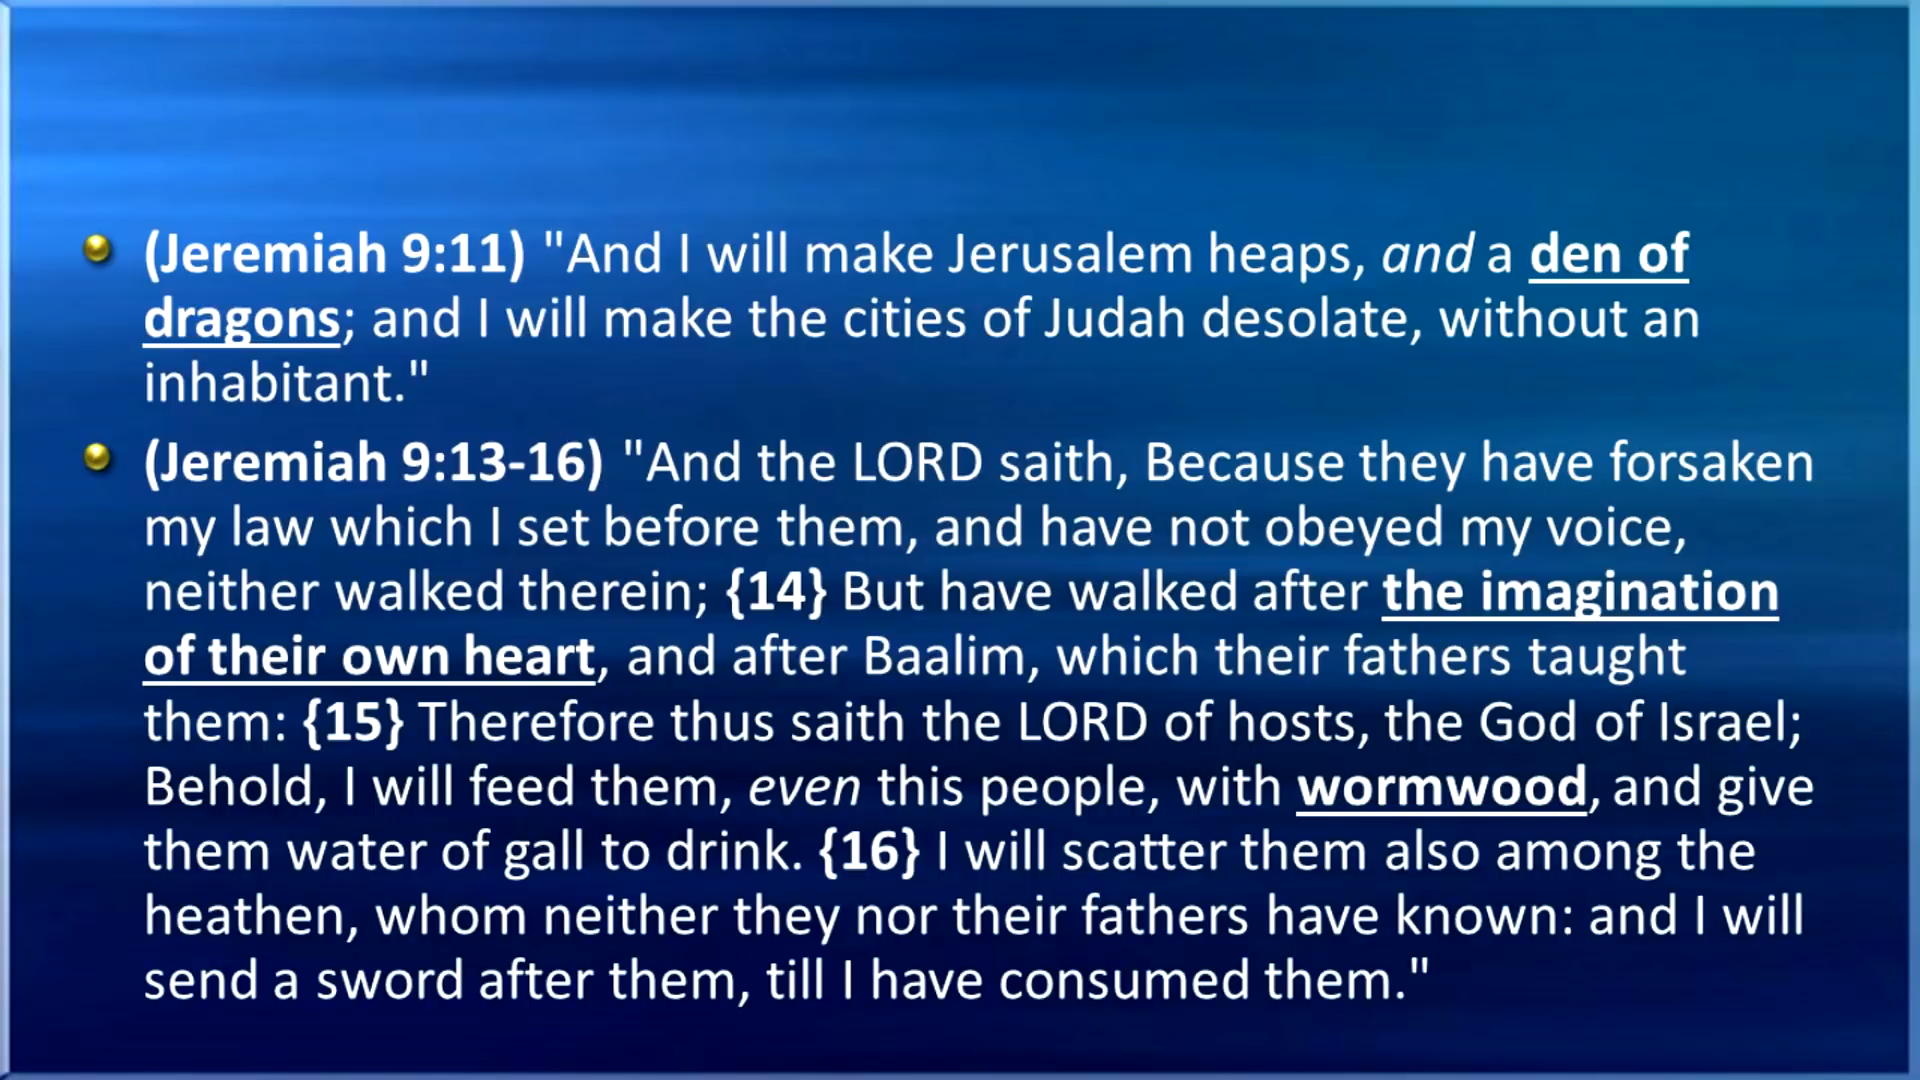 (Jeremiah 9:11) "And I will make Jerusalem heaps, and a den of
dragons; and I will make the cities of Judah desolate, without an
inhabitant."
(Jeremiah 9:13-16) "And the LORD saith, Because they have forsaken
my law which I set before them, and have not obeyed my voice,
neither walked therein; {14} But have walked after the imagination
of their own heart, and after Baalim, which their fathers taught
them: {15} Therefore thus saith the LORD of hosts, the God of Israel;
Behold, I will feed them, even this people, with wormwood, and give
them water of gall to drink. {16} I will scatter them also among the
heathen, whom neither they nor their fathers have known: and I will
send a sword after them, till I have consumed them."